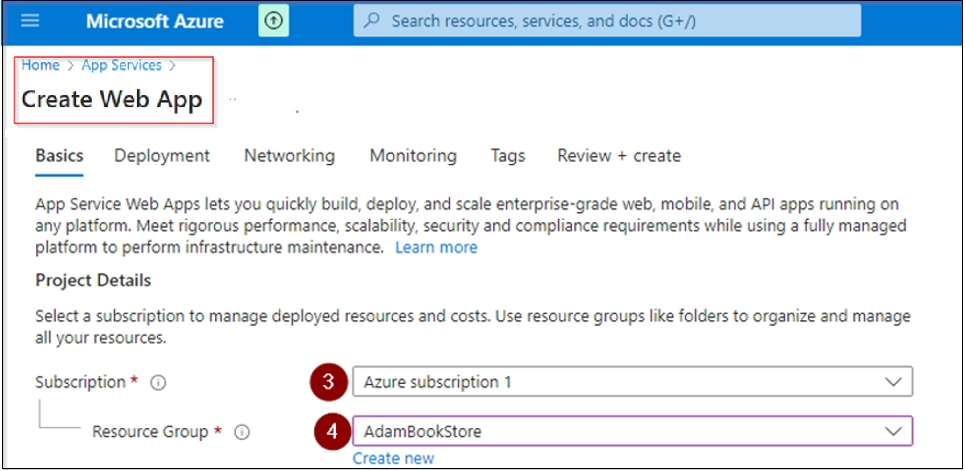 Microsoft Azure
Search resources, services, and docs (G+/)
Home > App Services >
Create Web App ..
Basics Deployment Networking Monitoring Tags Review + create
App Service Web Apps lets you quickly build, deploy, and scale enterprise-grade web, mobile, and API apps running on
any platform. Meet rigorous performance, scalability, security and compliance requirements while using a fully managed
platform to perform infrastructure maintenance. Learn more
Project Details
Select a subscription to manage deployed resources and costs. Use resource groups like folders to organize and manage
all your resources.
Subscription * 3 Azure subscription 1
Resource Group * 4 AdamBookStore
Create new